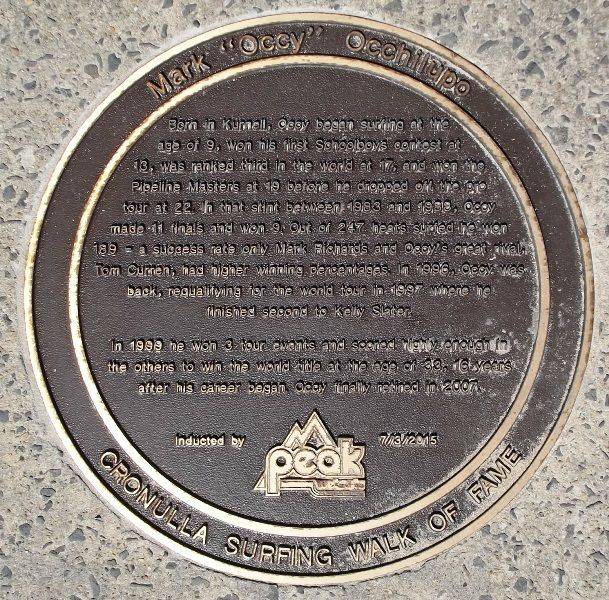 Mark "Occy" Occhilupo
Born in Kurnell, Occy began surfing at the
age of 9, won his first Schoolboys contest at
13, was ranked third in the world at 17, and won the
Pipeline Masters at 19 before he dropped off the pro
tour at 22. In that stint between 1983 and 1988, Occy
made 11 finals and won 9. Out of 247 heats surfed he won
169 - a success rate only Mark Richards and Occy's great rival,
Tom Curren, had higher winning percentages. In 1996, Occy was
back, requalifying for the world tour in 1997 where he
finished second to Kelly Slater.
In 1999 he won 3 tour events and scored highly enough in
the others to win the world title at the age of 33, 16 years
after his career began. Occy finally retired in 2007.
Inducted by peak 7/3/2015
CRONULLA SURFING WALK OF FAME